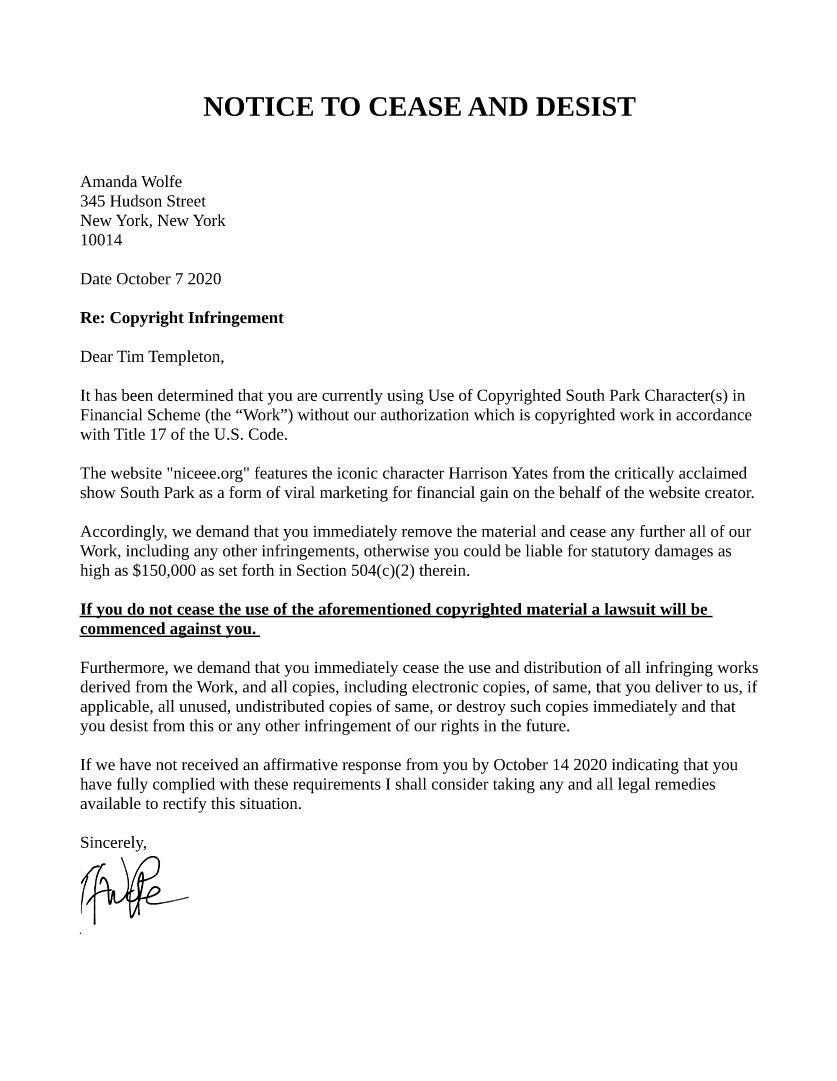 NOTICE TO CEASE AND DESIST
Amanda Wolfe
345 Hudson Street
New York, New York
10014
Date October 7 2020
Re: Copyright Infringement
Dear Tim Templeton,
It has been determined that you are currently using Use of Copyrighted South Park Character(s) in
Financial Scheme (the “Work”) without our authorization which is copyrighted work in accordance
with Title 17 of the U.S. Code.
The website "niceee.org" features the iconic character Harrison Yates from the critically acclaimed
show South Park as a form of viral marketing for financial gain on the behalf of the website creator.
Accordingly, we demand that you immediately remove the material and cease any further all of our
Work, including any other infringements, otherwise you could be liable for statutory damages as
high as $150,000 as set forth in Section 504(c)(2) therein.
If you do not cease the use of the aforementioned copyrighted material a lawsuit will be
commenced against you.
Furthermore, we demand that you immediately cease the use and distribution of all infringing works
derived from the Work, and all copies, including electronic copies, of same, that you deliver to us, if
applicable, all unused, undistributed copies of same, or destroy such copies immediately and that
you desist from this or any other infringement of our rights in the future.
If we have not received an affirmative response from you by October 14 2020 indicating that you
have fully complied with these requirements I shall consider taking any and all legal remedies
available to rectify this situation.
Sincerely,